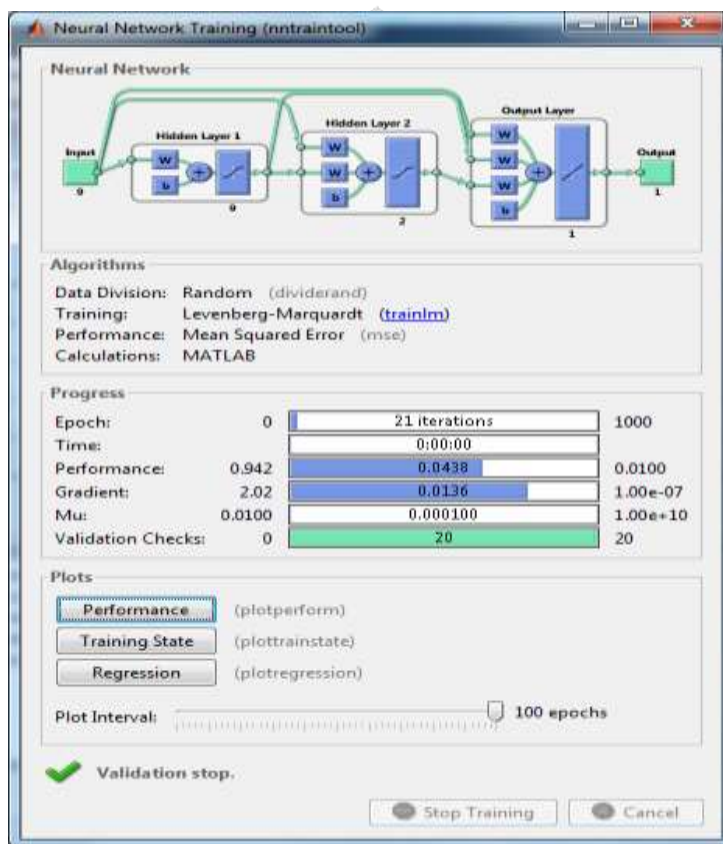 Neural Network Training (nntraintool)
Neural Network
Input
9
Hidden Layer 1
W
b
+
9
Hidden Layer 2
W
W
b
+
2
Output Layer
W
W
W
b
+
1
Output
1
Algorithms
Data Division: Random (dividerand)
Training: Levenberg-Marquardt (trainlm)
Performance: Mean Squared Error (mse)
Calculations: MATLAB
Progress
Epoch: 0 21 iterations 1000
Time: 0:00:00
Performance: 0.942 0.0438 0.0100
Gradient: 2.02 0.0136 1.00e-07
Mu: 0.0100 0.000100 1.00e+10
Validation Checks: 0 20 20
Plots
Performance (plotperform)
Training State (plottrainstate)
Regression (plotregression)
Plot Interval: 100 epochs
Validation stop.
Stop Training Cancel